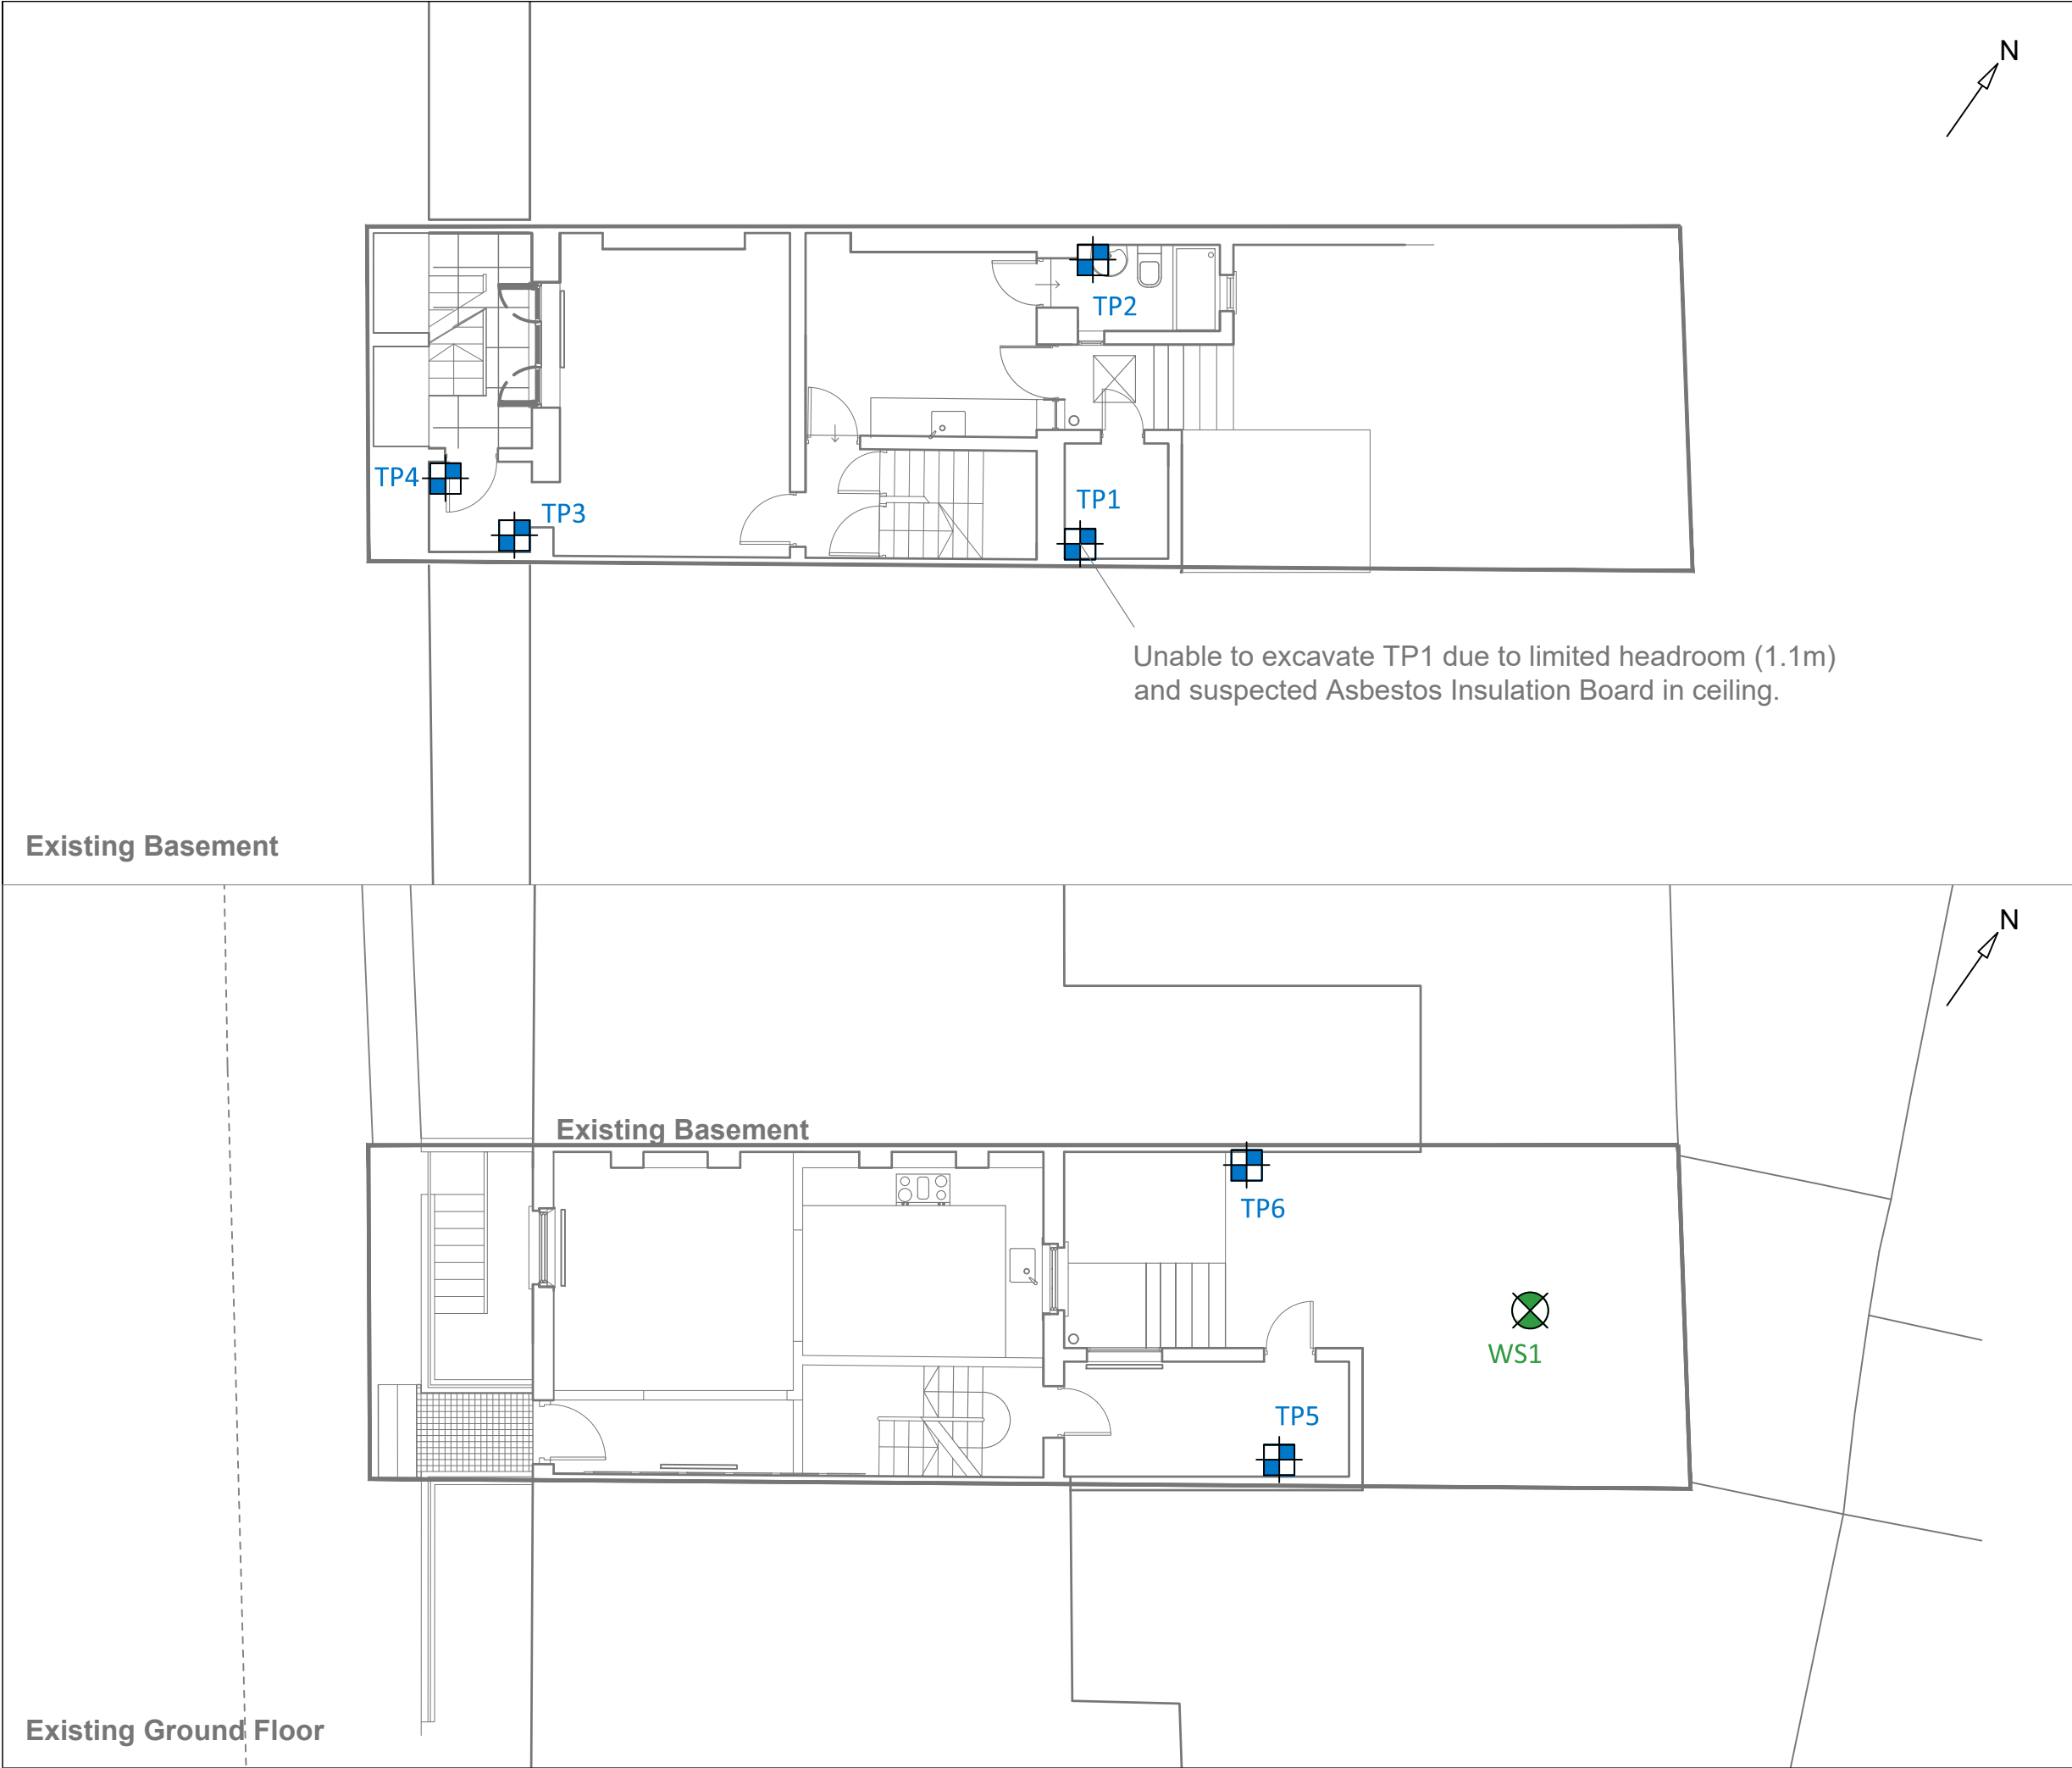 N
TP2
TP4
TP3
TP1
Unable to excavate TP1 due to limited headroom (1.1m)
and suspected Asbestos Insulation Board in ceiling.
Existing Basement
N
Existing Basement
TP6
WS1
TP5
Existing Ground Floor